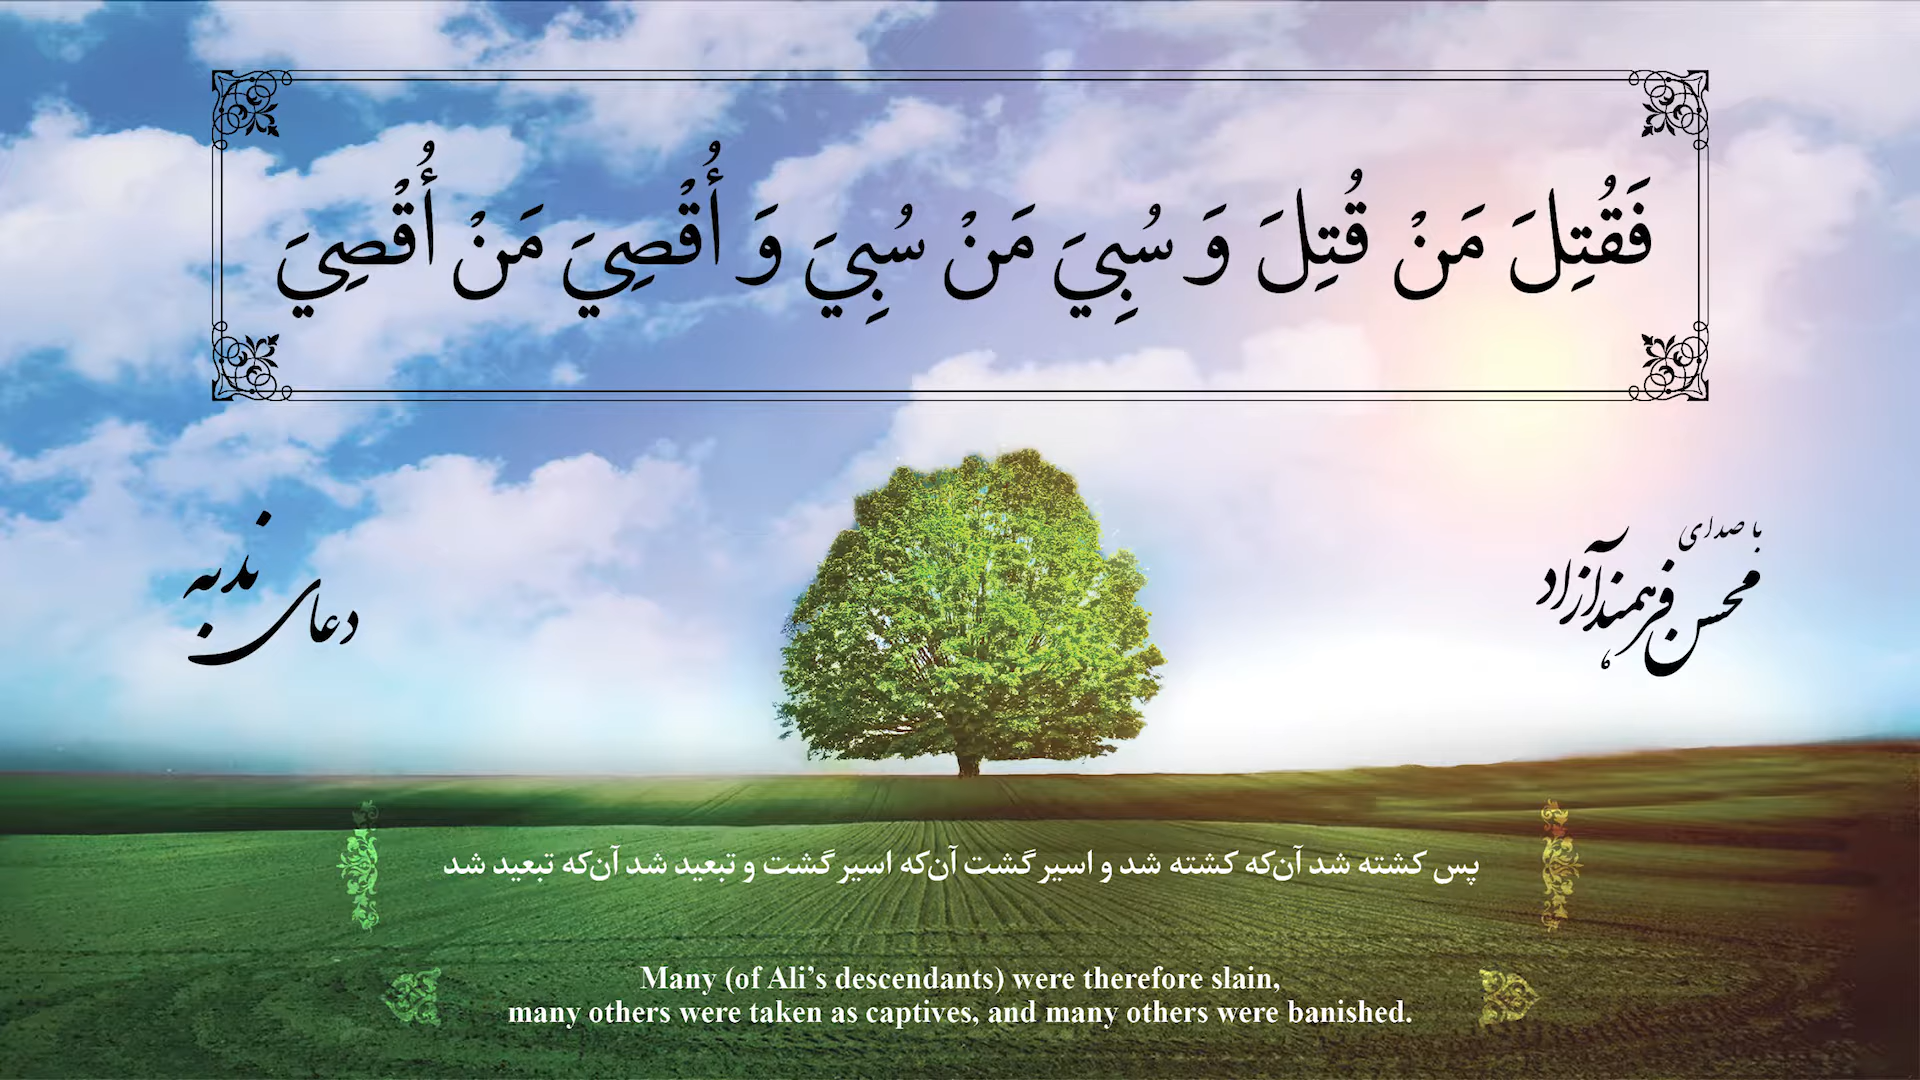 فَقُتِلَ مَنْ قُتِلَ وَ سُبِيَ مَنْ سُبِيَ وَ أُقْصِيَ مَنْ أُقْصِيَ
با صدای
محسن فرهمند آزاد
دعای ندبه
پس کشته شد آن‌که کشته شد و اسیر گشت آن‌که اسیر گشت و تبعید شد آن‌که تبعید شد
Many (of Ali’s descendants) were therefore slain,
many others were taken as captives, and many others were banished.